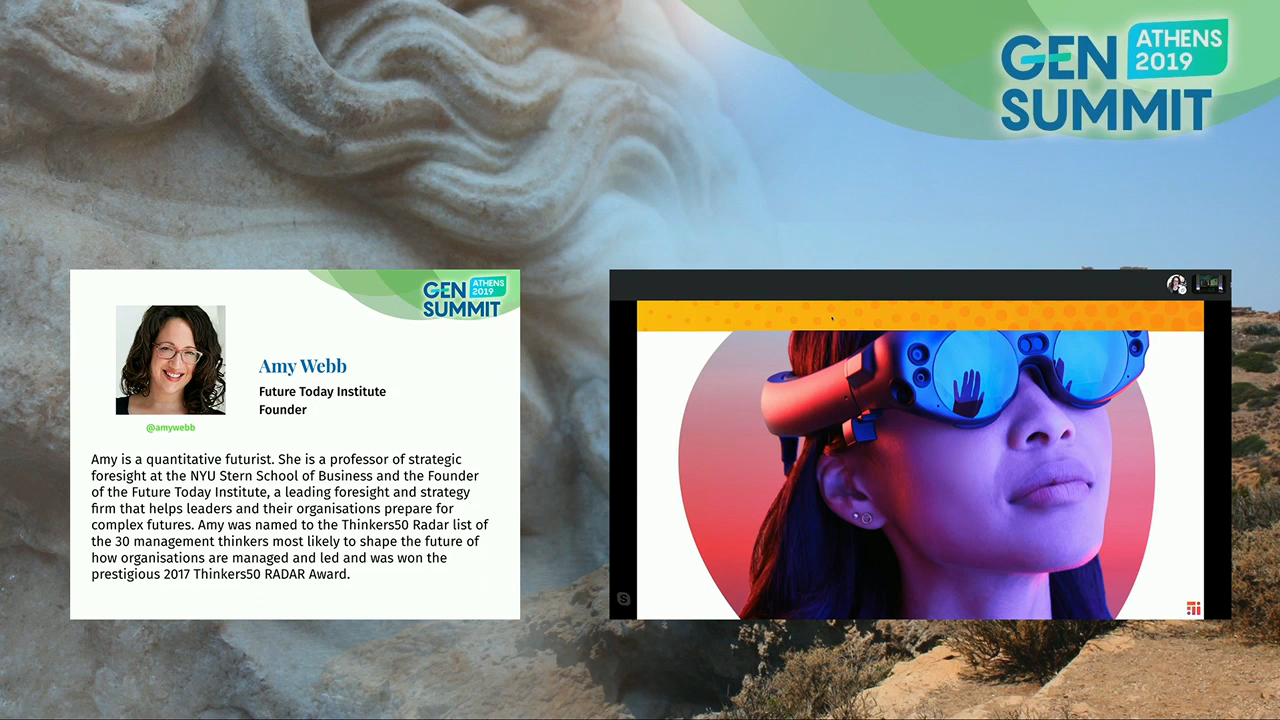 GEN ATHENS 2019
SUMMIT
GEN ATHENS 2019
SUMMIT
Amy Webb
Future Today Institute
Founder
@amywebb
Amy is a quantitative futurist. She is a professor of strategic
foresight at the NYU Stern School of Business and the Founder
of the Future Today Institute, a leading foresight and strategy
firm that helps leaders and their organisations prepare for
complex futures. Amy was named to the Thinkers50 Radar list of
the 30 management thinkers most likely to shape the future of
how organisations are managed and led and was won the
prestigious 2017 Thinkers50 RADAR Award.